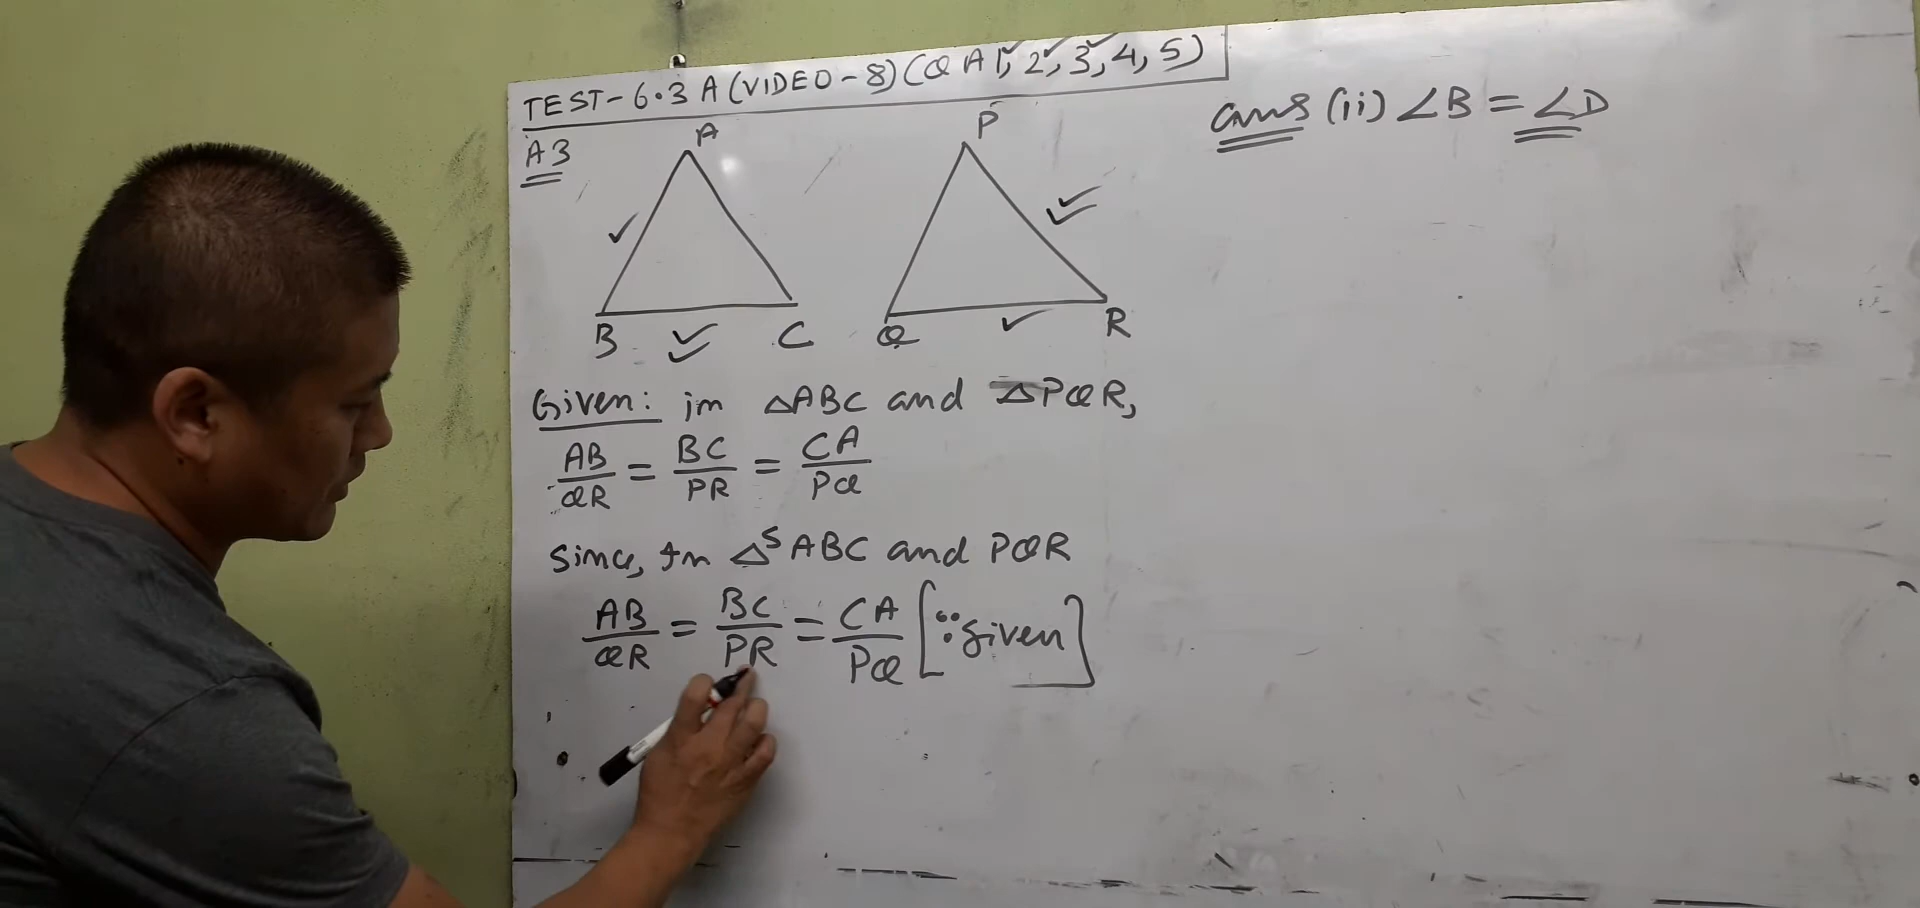 TEST-6.3 A (VIDEO-8) (Q A 1, 2, 3, 4, 5)
ans (ii) ∠B = ∠D
A3
A
P
B
C
Q
R
Given: in △ABC and △PQR,
AB/QR = BC/PR = CA/PQ
Since, In △s ABC and PQR
AB/QR = BC/PR = CA/PQ [∵ given]